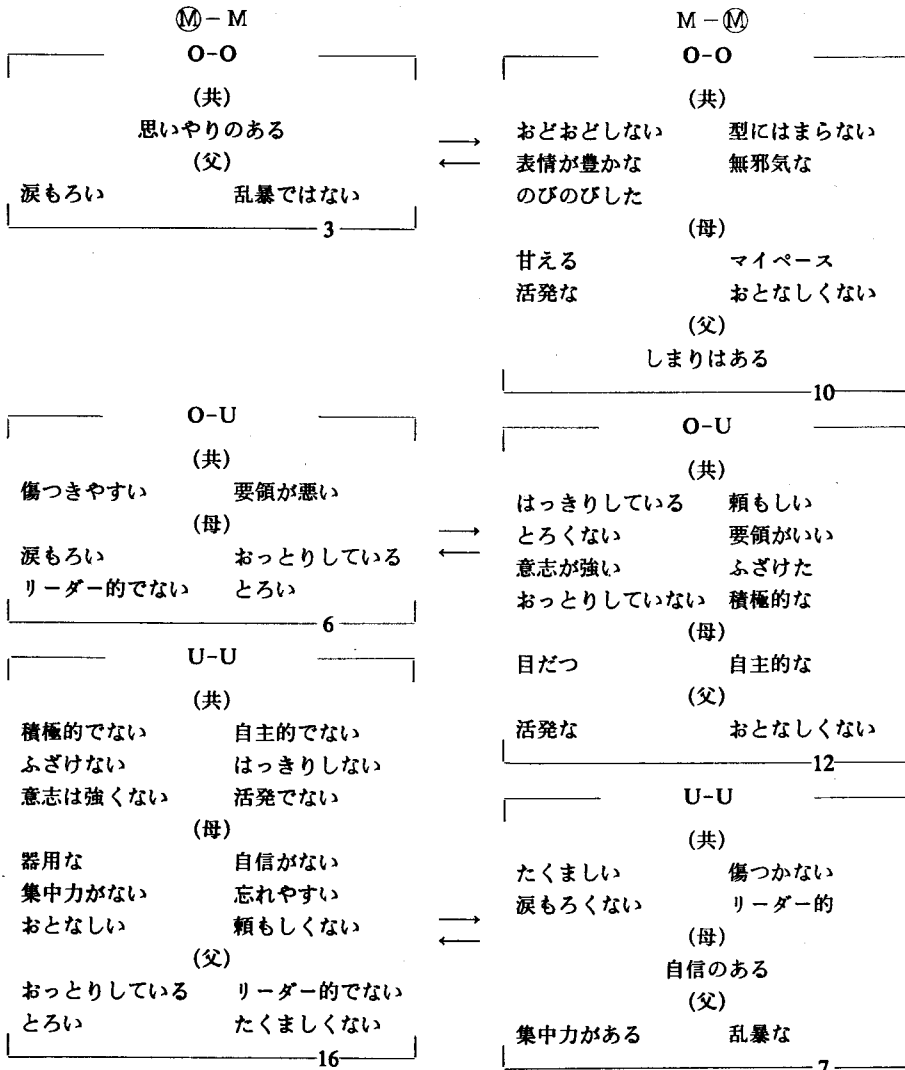 Ⓜ－M
O-O
(共)
思いやりのある
(父)
涙もろい 乱暴ではない
3
O-U
(共)
傷つきやすい 要領が悪い
(母)
涙もろい おっとりしている
リーダー的でない とろい
6
U-U
(共)
積極的でない 自主的でない
ふざけない はっきりしない
意志は強くない 活発でない
(母)
器用な 自信がない
集中力がない 忘れやすい
おとなしい 頼もしくない
(父)
おっとりしている リーダー的でない
とろい たくましくない
16
M－Ⓜ
O-O
(共)
おどおどしない 型にはまらない
表情が豊かな 無邪気な
のびのびした
(母)
甘える マイペース
活発な おとなしくない
(父)
しまりはある
10
O-U
(共)
はっきりしている 頼もしい
とろくない 要領がいい
意志が強い ふざけた
おっとりしていない 積極的な
(母)
目だつ 自主的な
(父)
活発な おとなしくない
12
U-U
(共)
たくましい 傷つかない
涙もろくない リーダー的
(母)
自信のある
(父)
集中力がある 乱暴な
7
→
←
→
←
→
←